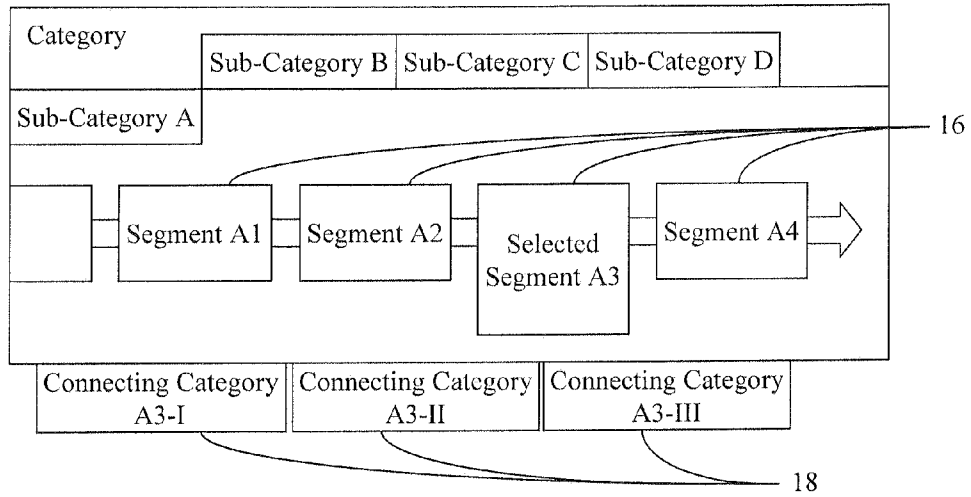 Category
Sub-Category B
Sub-Category C
Sub-Category D
Sub-Category A
16
Segment A1
Segment A2
Selected
Segment A3
Segment A4
Connecting Category
A3-I
Connecting Category
A3-II
Connecting Category
A3-III
18